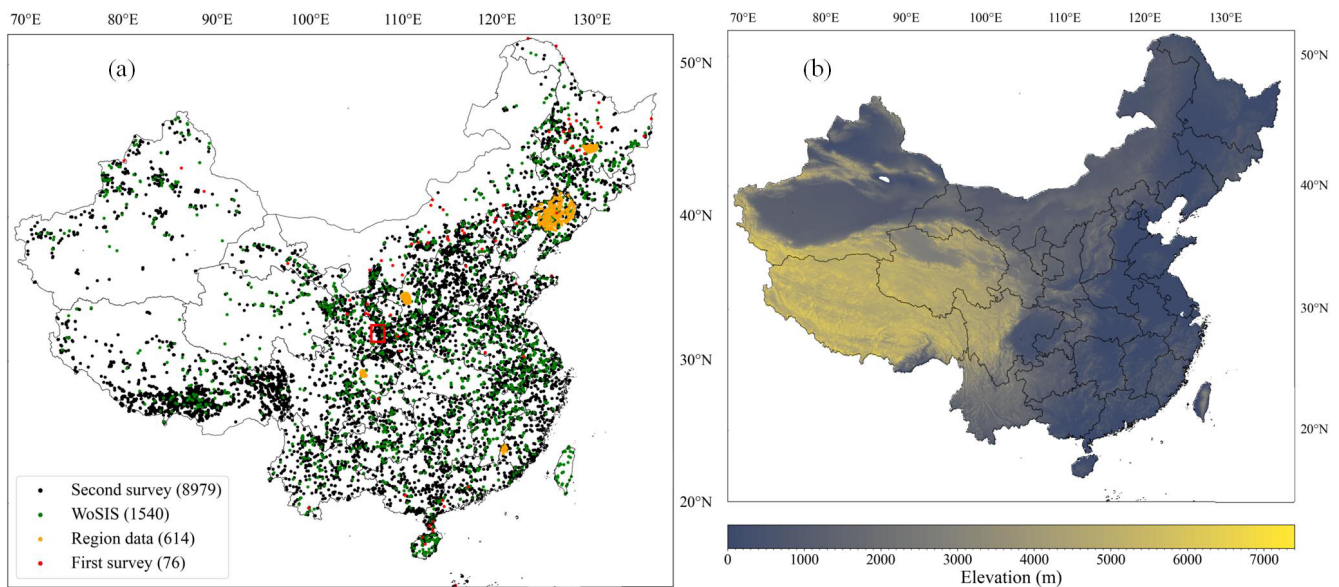 70°E 80°E 90°E 100°E 110°E 120°E 130°E
(a)
50°N
40°N
30°N
20°N
Second survey (8979)
WoSIS (1540)
Region data (614)
First survey (76)
70°E 80°E 90°E 100°E 110°E 120°E 130°E
(b)
50°N
40°N
30°N
20°N
0 1000 2000 3000 4000 5000 6000 7000
Elevation (m)